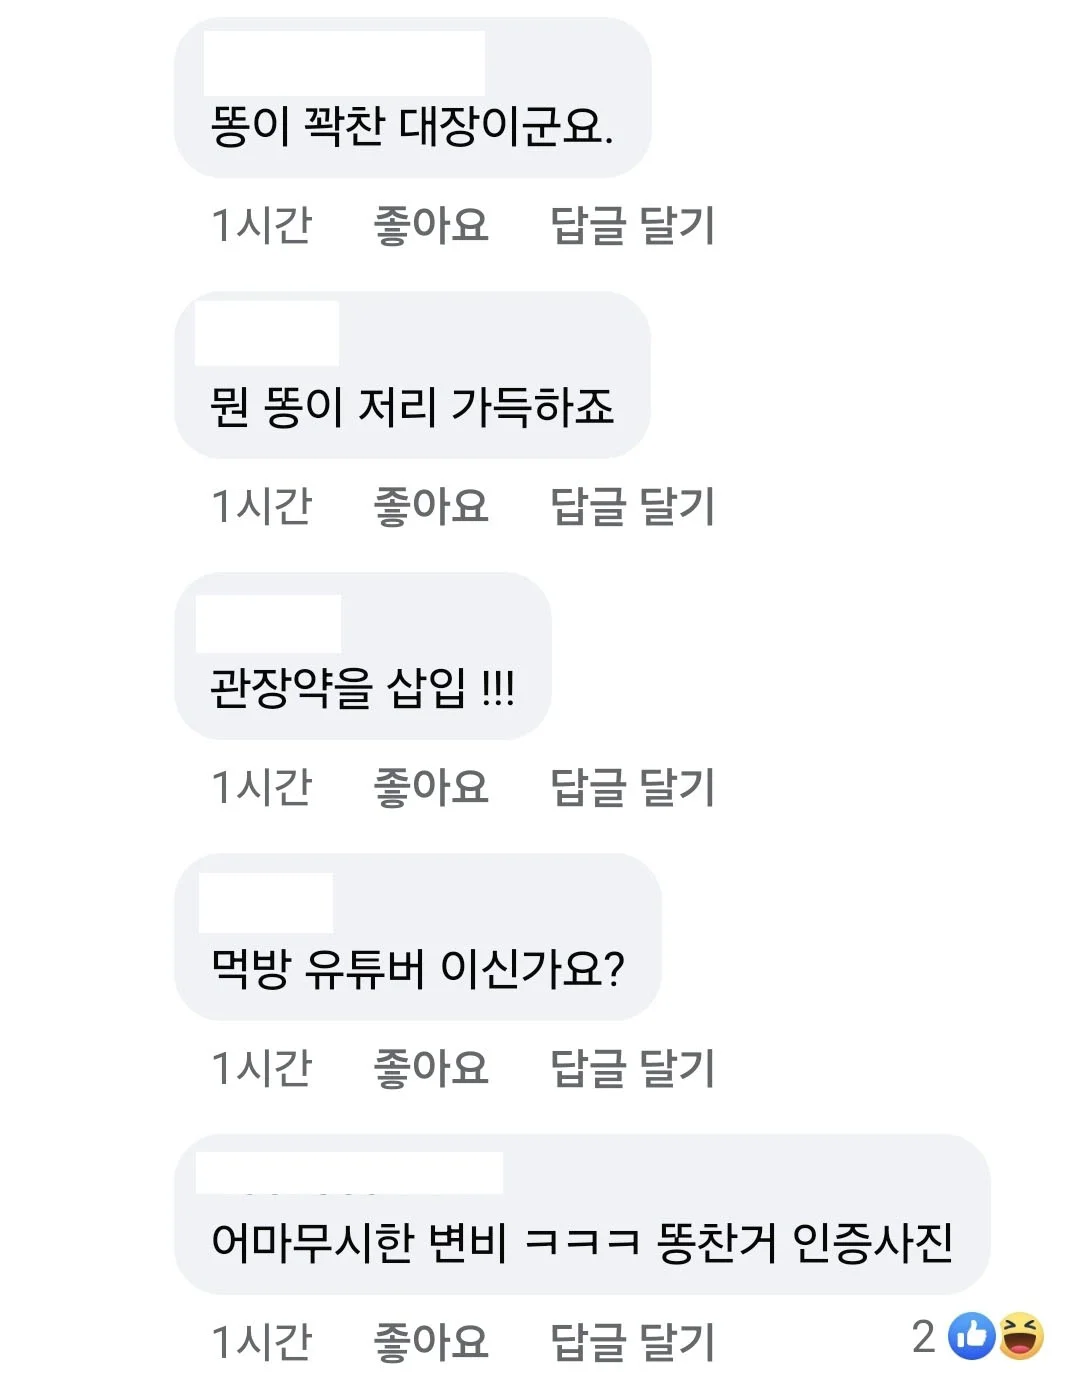 똥이 꽉찬 대장이군요.
1시간 좋아요 답글 달기
뭔 똥이 저리 가득하죠
1시간 좋아요 답글 달기
관장약을 삽입 !!!
1시간 좋아요 답글 달기
먹방 유튜버 이신가요?
1시간 좋아요 답글 달기
어마무시한 변비 ㅋㅋㅋ 똥찬거 인증사진
1시간 좋아요 답글 달기 2